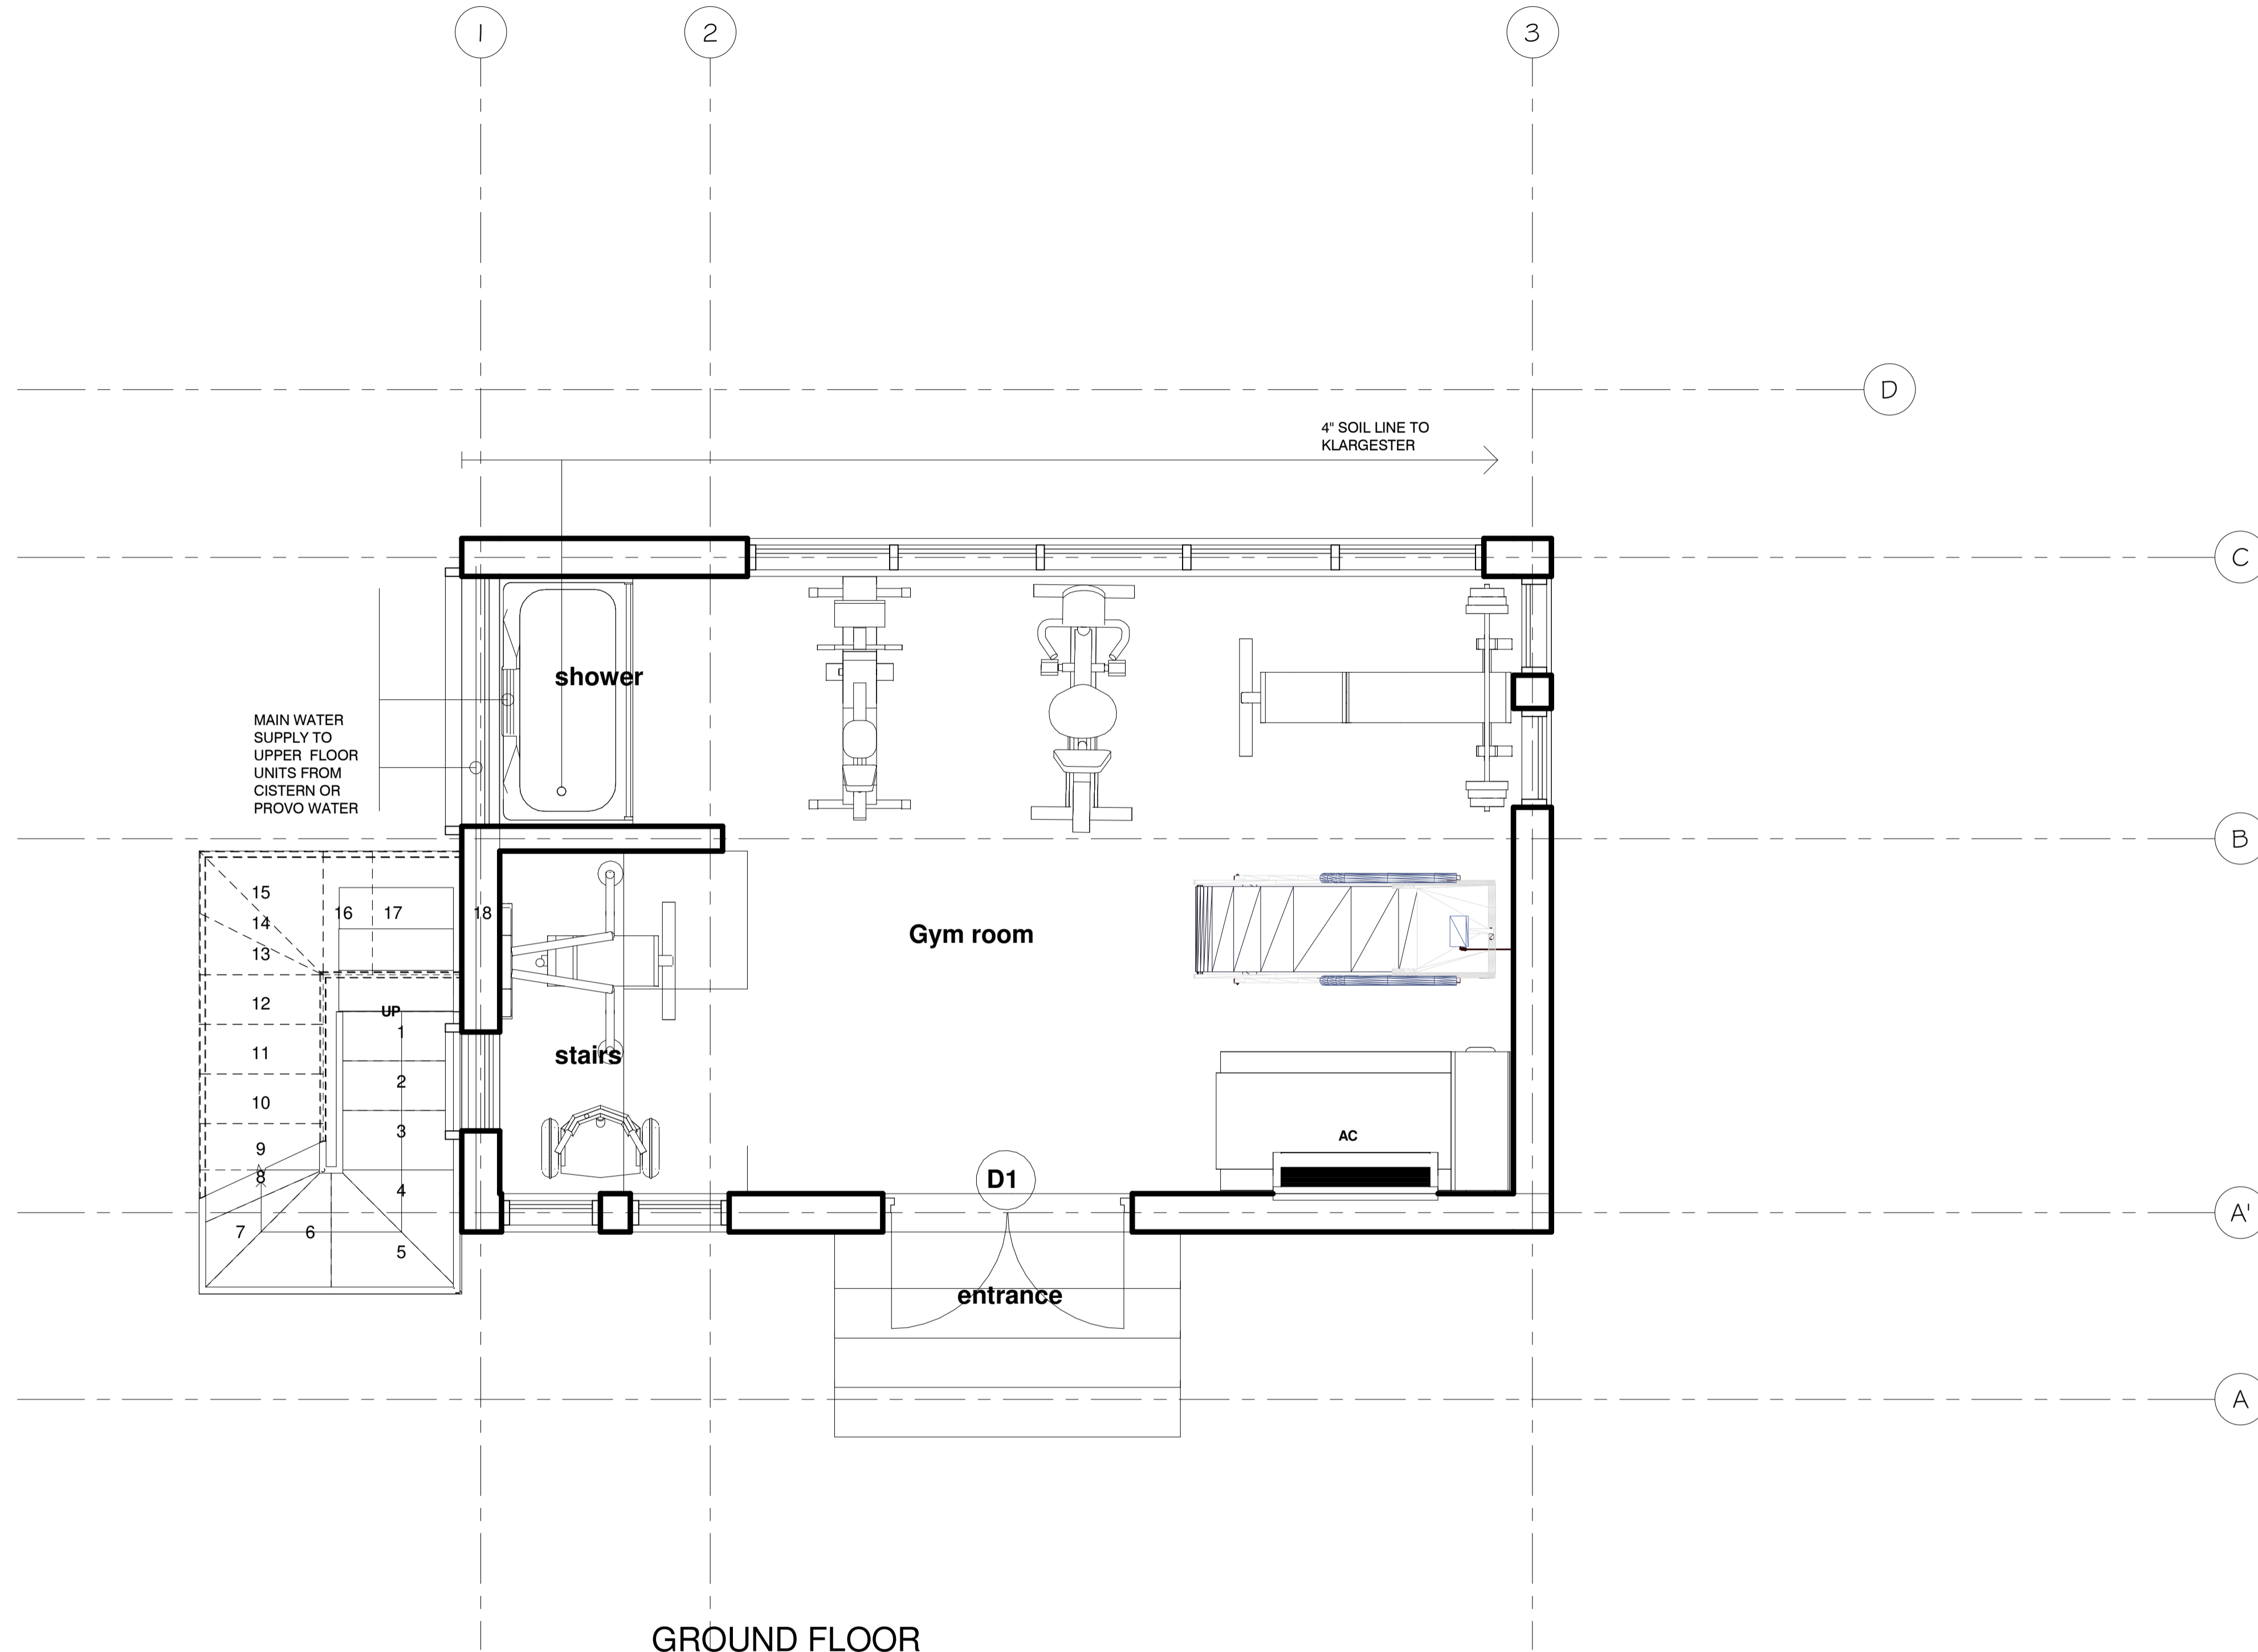 1
2
3
D
4" SOIL LINE TO
KLARGESTER
C
shower
MAIN WATER
SUPPLY TO
UPPER FLOOR
UNITS FROM
CISTERN OR
PROVO WATER
B
15
16
17
18
14
13
Gym room
12
UP
1
11
stairs
2
10
3
AC
9
8
D1
4
A'
7
6
5
entrance
A
GROUND FLOOR